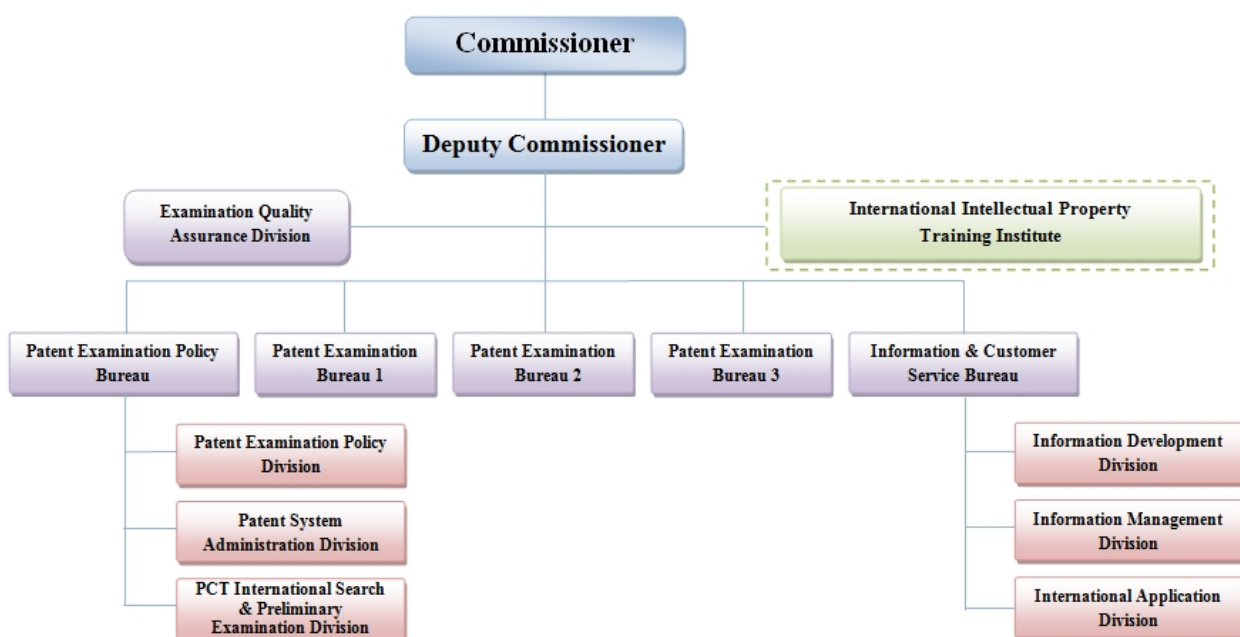 Commissioner
Deputy Commissioner
Examination Quality
Assurance Division
International Intellectual Property
Training Institute
Patent Examination Policy
Bureau
Patent Examination
Bureau 1
Patent Examination
Bureau 2
Patent Examination
Bureau 3
Information & Customer
Service Bureau
Patent Examination Policy
Division
Patent System
Administration Division
PCT International Search
& Preliminary
Examination Division
Information Development
Division
Information Management
Division
International Application
Division